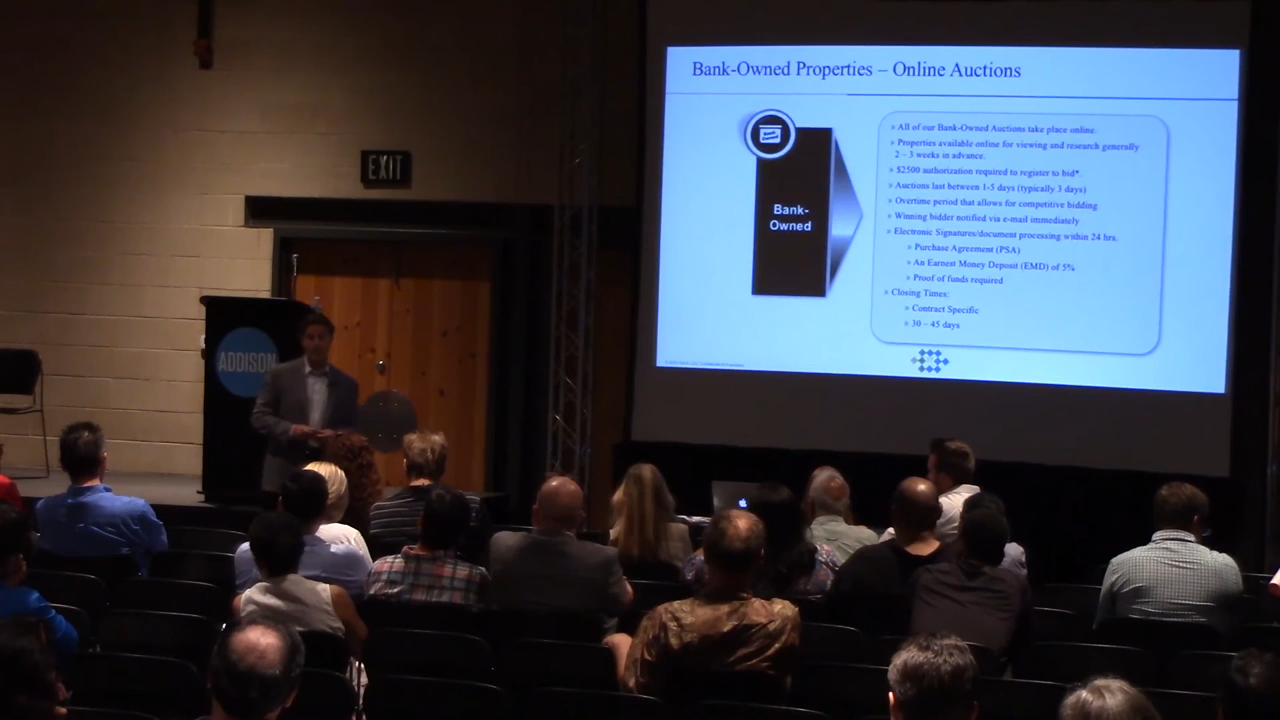 Bank-Owned Properties – Online Auctions
EXIT
» All of our Bank-Owned Auctions take place online.
» Properties available online for viewing and research generally
2 – 3 weeks in advance.
» $2500 authorization required to register to bid*.
» Auctions last between 1-5 days (typically 3 days)
» Overtime period that allows for competitive bidding
» Winning bidder notified via e-mail immediately
» Electronic Signatures/document processing within 24 hrs.
» Purchase Agreement (PSA)
» An Earnest Money Deposit (EMD) of 5%
» Proof of funds required
» Closing Times:
» Contract Specific
» 30 – 45 days
Bank-
Owned
ADDISON